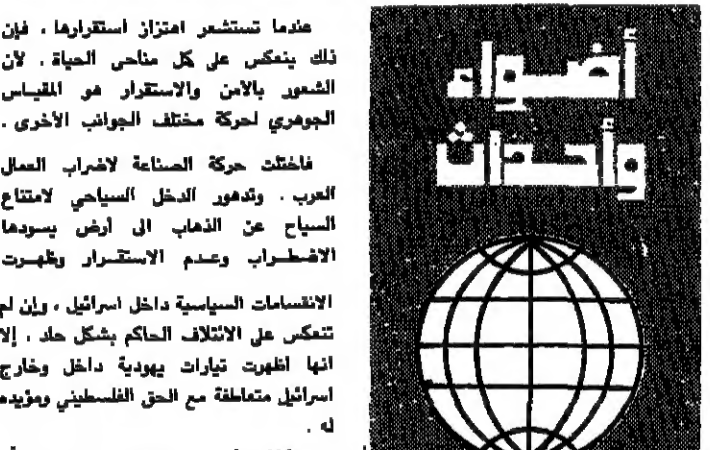 أضواء
وأحداث
عندما تستشعر اهتزاز استقرارها ، فإن
ذلك ينعكس على كل مناحي الحياة ، لأن
الشعور بالأمن والاستقرار هو المقياس
الجوهري لحركة مختلف الجوانب الأخرى .
فاختلت حركة الصناعة لاضراب العمال
العرب . وتدهور الدخل السياحي لامتناع
السياح عن الذهاب الى أرض يسودها
الاضطراب وعدم الاستقرار وظهرت
الانقسامات السياسية داخل اسرائيل ، وإن لم
تنعكس على الائتلاف الحاكم بشكل حاد ، إلا
انها اظهرت تيارات يهودية داخل وخارج
اسرائيل متعاطفة مع الحق الفلسطيني ومؤيده
له .